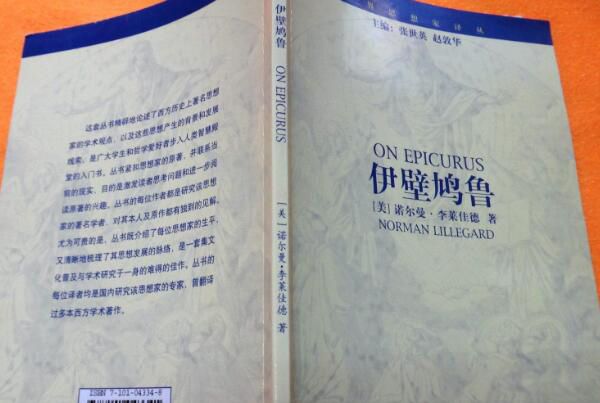 这套丛书精辟地论述了西方历史上著名思想
家的学术观点,以及这些思想产生的背景和发展
线索,是广大学生和哲学爱好者步入人类智慧殿
堂的入门书。丛书紧扣思想家的原著,并联系当
前的现实,目的是激发读者思考问题和进一步阅
读原著的兴趣。丛书的每位作者都是研究该思想
家的著名学者,对其本人及原作都有独到的见解,
尤为可贵的是,丛书既介绍了每位思想家的生平,
又清晰地梳理了其思想发展的脉络,是一套集文
化普及与学术研究于一身的难得的佳作。丛书的
每位译者均是国内研究该思想家的专家,曾翻译
过多本西方学术著作。
ISBN 7-101-04334-8
伊壁鸠鲁 ON EPICURUS [美]诺尔曼·李莱佳德 著
界思想家译丛
主编:张世英 赵敦华
ON EPICURUS
伊壁鸠鲁
[美]诺尔曼·李莱佳德 著
NORMAN LILLEGARD